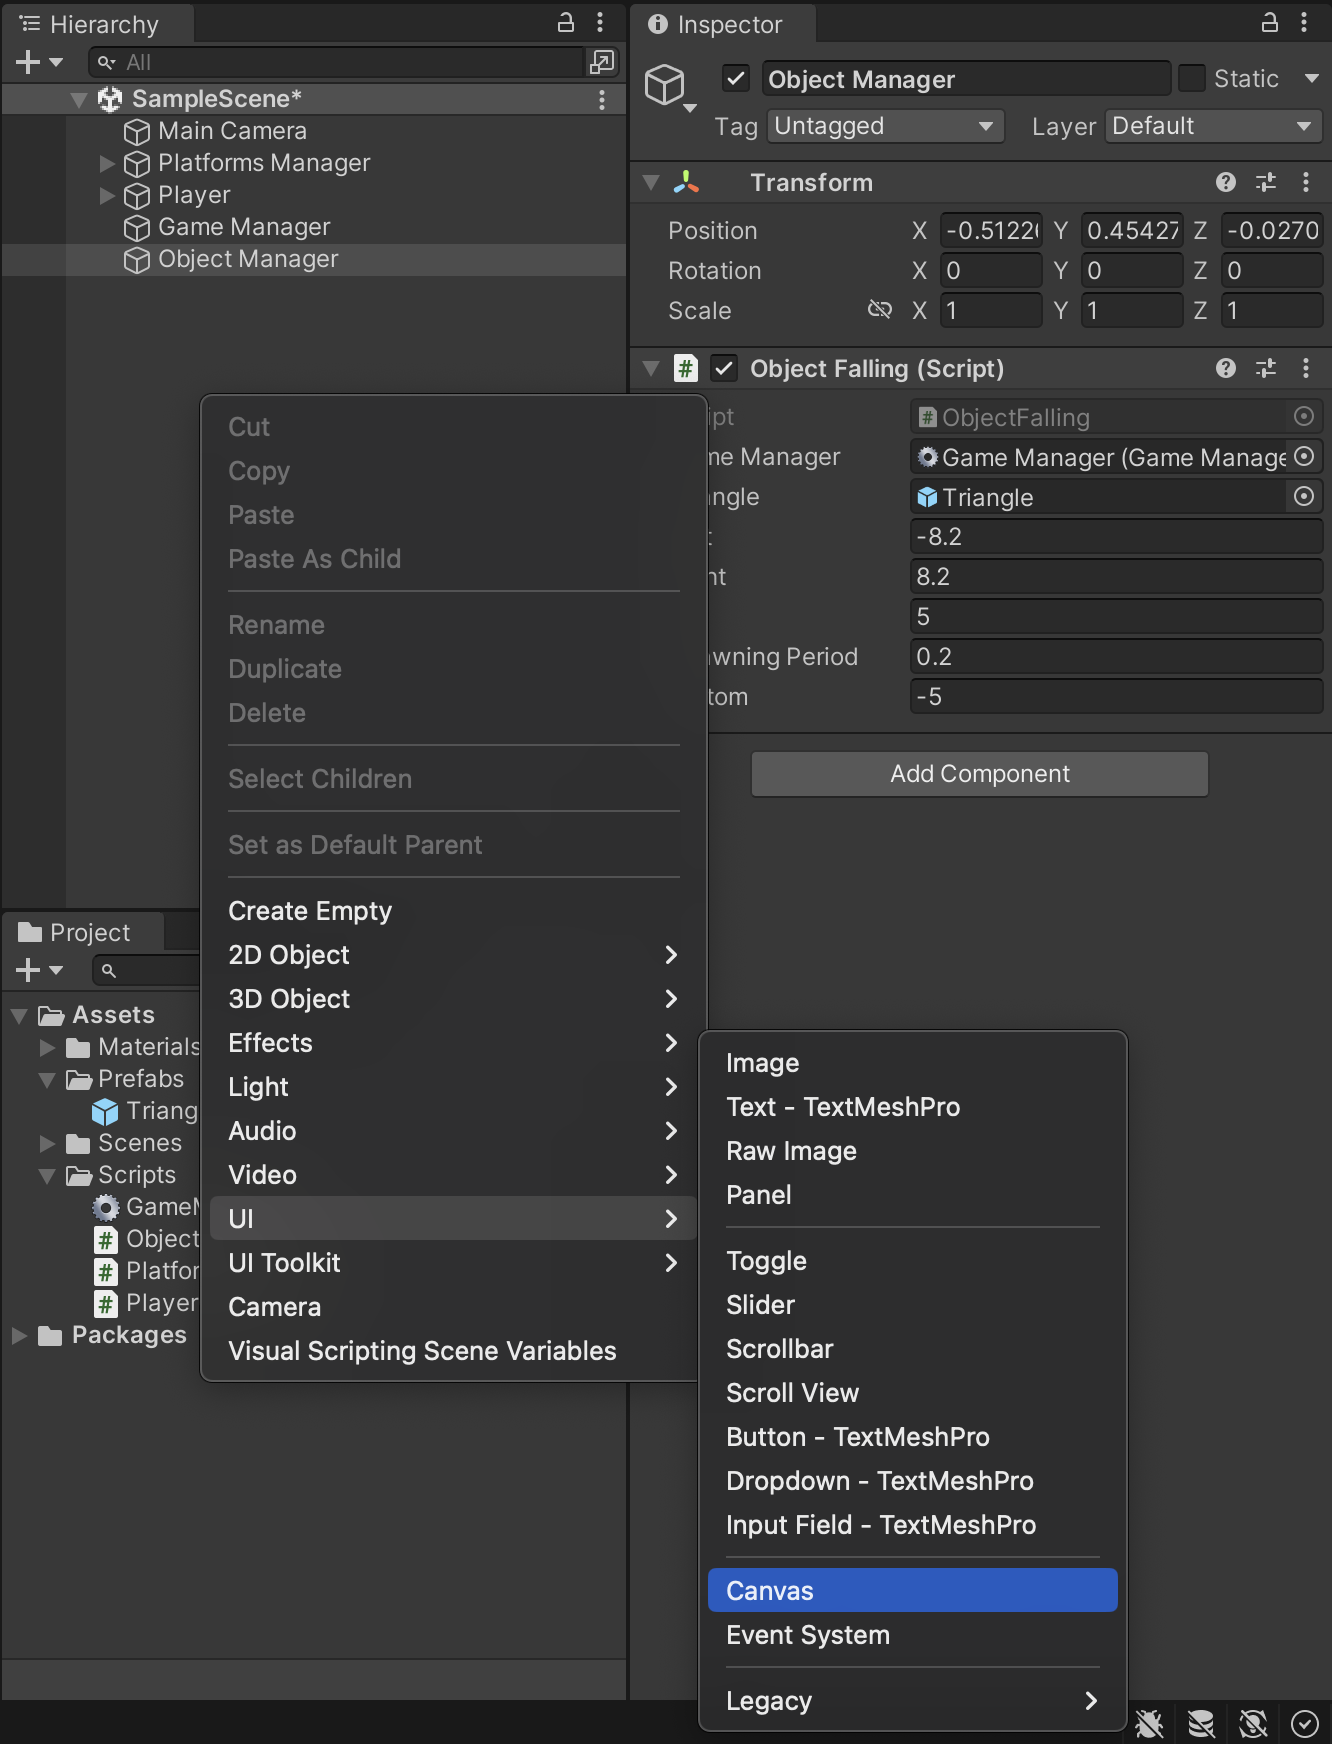 Hierarchy
All
SampleScene*
Main Camera
Platforms Manager
Player
Game Manager
Object Manager
Inspector
Object Manager
Static
Tag Untagged Layer Default
Transform
Position X -0.5122 Y 0.45427 Z -0.0270
Rotation X 0 Y 0 Z 0
Scale X 1 Y 1 Z 1
# Object Falling (Script)
ipt # ObjectFalling
me Manager Game Manager (Game Manage
ngle Triangle
t -8.2
nt 8.2
5
wning Period 0.2
tom -5
Add Component
Cut
Copy
Paste
Paste As Child
Rename
Duplicate
Delete
Select Children
Set as Default Parent
Create Empty
2D Object
3D Object
Effects
Light
Audio
Video
UI
UI Toolkit
Camera
Visual Scripting Scene Variables
Image
Text - TextMeshPro
Raw Image
Panel
Toggle
Slider
Scrollbar
Scroll View
Button - TextMeshPro
Dropdown - TextMeshPro
Input Field - TextMeshPro
Canvas
Event System
Legacy
Project
Assets
Materials
Prefabs
Triang
Scenes
Scripts
GameM
# Object
# Platfor
# Player
Packages